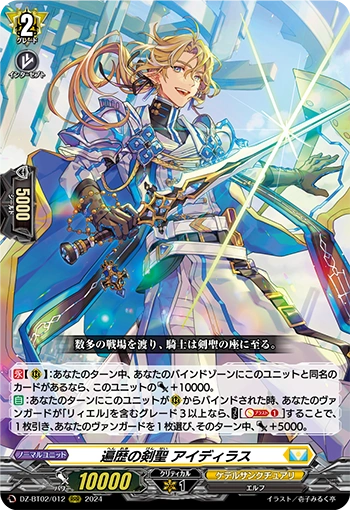 2
グレード
インターセプト
5000
シールド
数多の戦場を渡り、騎士は剣聖の座に至る。
永【R】:あなたのターン中、あなたのバインドゾーンにこのユニットと同名の
カードがあるなら、このユニットの+10000。
自:あなたのターン中、このユニットがRからバインドされた時、あなたのヴァ
ンガードが「リィエル」を含むグレード3以上なら、【コスト】【ブラスト 1】することで、
1枚引き、あなたのヴァンガードを1枚選び、そのターン中、+5000。
ノーマルユニット
遍歴の剣聖 アイディラス
パワー
10000
クリティカル
1
ケテルサンクチュアリ
エルフ
DZ-BT02/012
RRR
2024
イラスト/壱子みるく亭